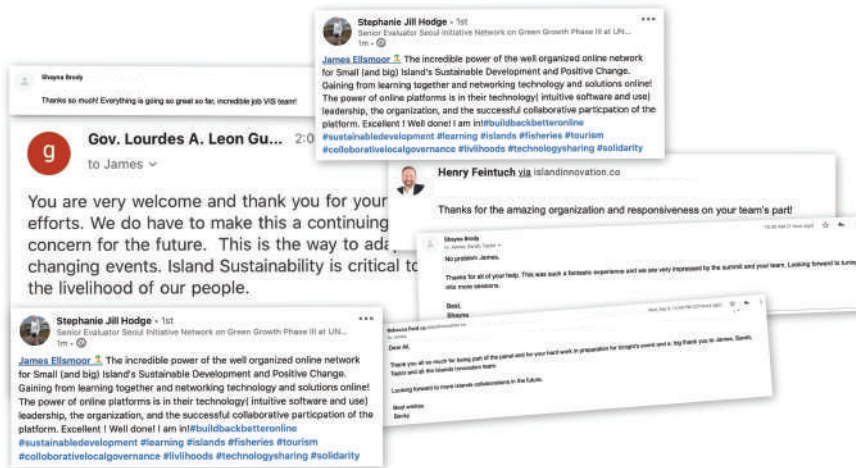 Stephanie Jill Hodge • 1st
Senior Evaluator Seoul Initiative Network on Green Growth Phase III at UN...
1m •
James Ellsmoor The incredible power of the well organized online network
for Small (and big) Island's Sustainable Development and Positive Change.
Gaining from learning together and networking technology and solutions online!
The power of online platforms is in their technology( intuitive software and use)
leadership, the organization, and the successful collaborative particpation of the
platform. Excellent ! Well done! I am in!#buildbackbetteronline
#sustainabledevelopment #learning #islands #fisheries #tourism
#colloborativelocalgovernance #livlihoods #technologysharing #solidarity
Shayna Brody
Thanks so much! Everything is going so great so far, incredible job VIS team!
g
Gov. Lourdes A. Leon Gu... 2:0
to James
You are very welcome and thank you for your
efforts. We do have to make this a continuing
concern for the future. This is the way to ada
changing events. Island Sustainability is critical to
the livelihood of our people.
Henry Feintuch via islandinnovation.co
Thanks for the amazing organization and responsiveness on your team's part!
Shayna Brody
to James, Sarah, Taylor
No problem James,
Thanks for all of your help. This was such a fantastic experience and we are very impressed by the summit and your team. Looking forward to tuning
into more sessions.
Best,
Shayna
Dear All,
Thank you all so much for being part of the panel and for your hard work in preparation for tonight's event and a big thank you to James, Sarah,
Taylor and all the Islands Innovation team.
Looking forward to more islands collaborations in the future.
Best wishes
Becky
Stephanie Jill Hodge • 1st
Senior Evaluator Seoul Initiative Network on Green Growth Phase III at UN...
1m •
James Ellsmoor The incredible power of the well organized online network
for Small (and big) Island's Sustainable Development and Positive Change.
Gaining from learning together and networking technology and solutions online!
The power of online platforms is in their technology( intuitive software and use)
leadership, the organization, and the successful collaborative particpation of the
platform. Excellent ! Well done! I am in!#buildbackbetteronline
#sustainabledevelopment #learning #islands #fisheries #tourism
#colloborativelocalgovernance #livlihoods #technologysharing #solidarity